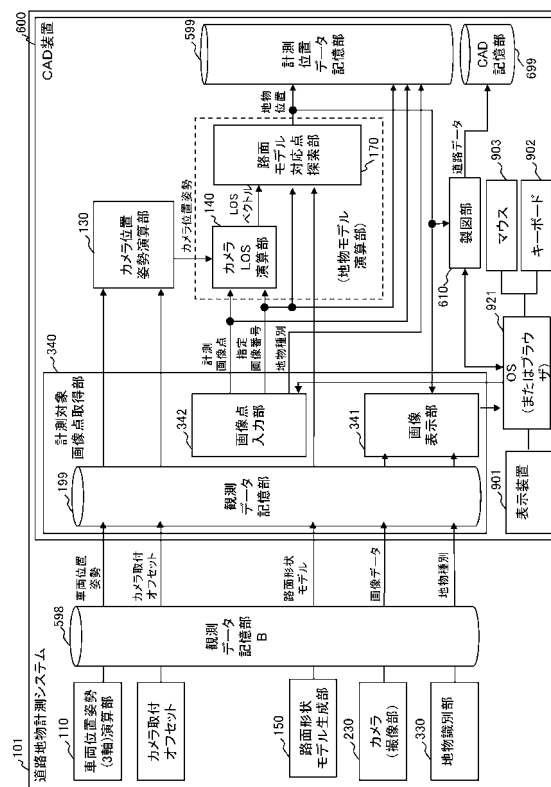 101
道路地物計測システム
110
車両位置姿勢
(3軸)演算部
カメラ取付
オフセット
150
路面形状
モデル生成部
230
カメラ
(撮像部)
330
地物識別部
598
観測
データ
記憶部
B
車両位置
姿勢
カメラ取付
オフセット
路面形状
モデル
画像データ
地物種別
600
CAD装置
340
計測対象
画像点取得部
199
観測
データ
記憶部
342
画像点
入力部
341
画像
表示部
計測
画像点
指定
画像番号
地物種別
130
カメラ位置
姿勢演算部
カメラ位置姿勢
140
カメラ
LOS
演算部
LOS
ベクトル
路面
モデル
対応点
探索部
170
(地物モデル
演算部)
地物
位置
599
計測
位置
データ
記憶部
610
製図部
道路データ
CAD
記憶部
699
901
表示装置
921
OS
(またはブラウ
ザ)
マウス
903
キーボード
902